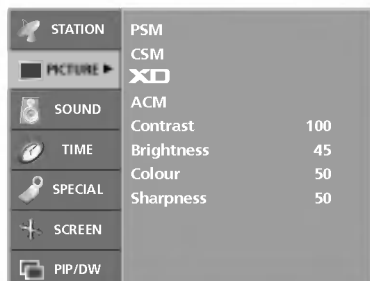 STATION
PICTURE ►
SOUND
TIME
SPECIAL
SCREEN
PIP/DW
PSM
CSM
XD
ACM
Contrast 100
Brightness 45
Colour 50
Sharpness 50